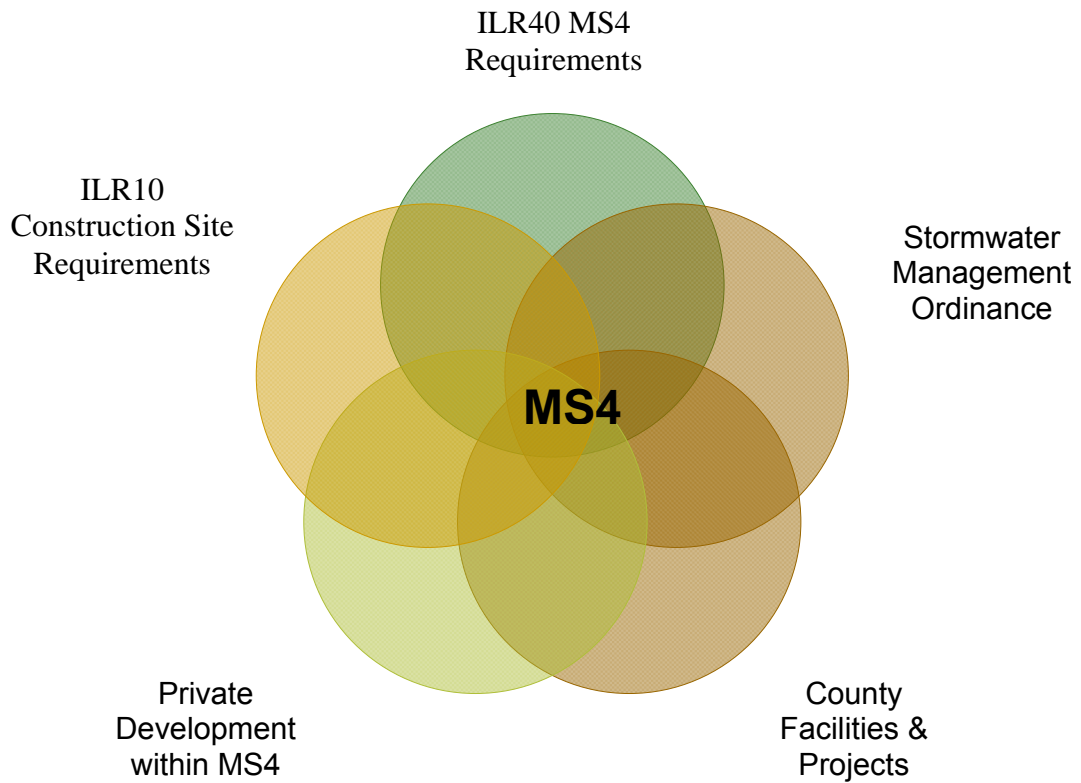 ILR40 MS4
Requirements
ILR10
Construction Site
Requirements
Stormwater
Management
Ordinance
MS4
Private
Development
within MS4
County
Facilities &
Projects